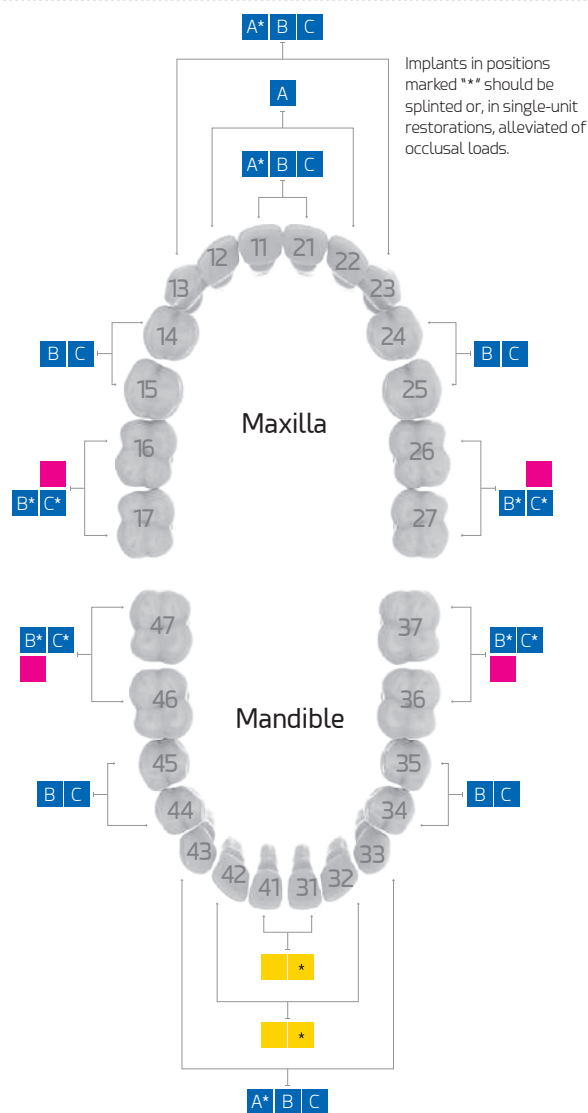 A* B C
Implants in positions
marked "*" should be
splinted or, in single-unit
restorations, alleviated of
occlusal loads.
A
A* B C
11 21
12 22
13 23
14 24
B C
B C
15 25
Maxilla
16 26
B* C*
B* C*
17 27
47 37
B* C*
B* C*
46 36
Mandible
45 35
B C
B C
44 34
43 33
42 32
41 31
*
*
A* B C